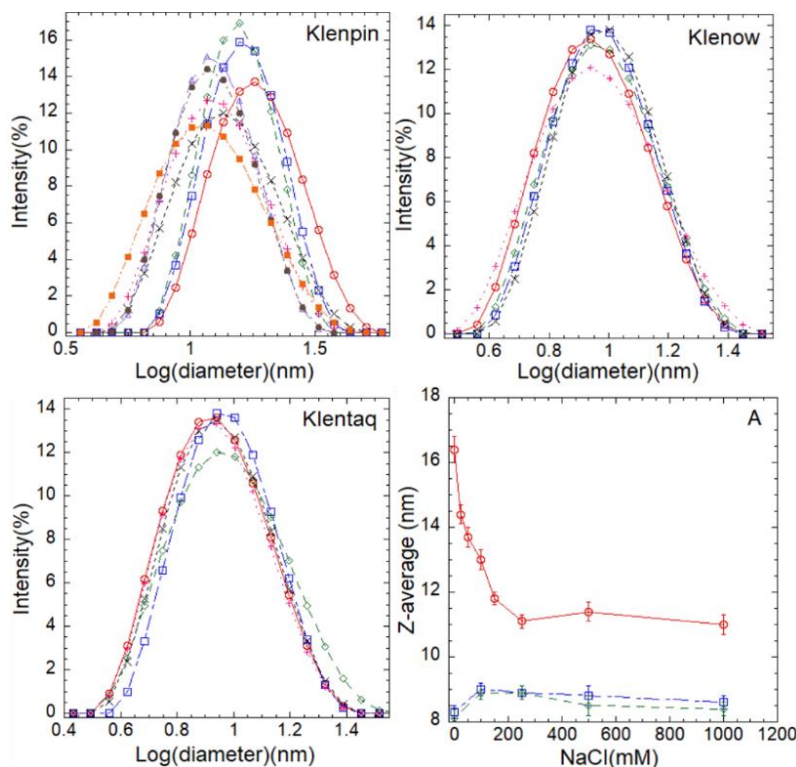 Klenpin
Intensity(%)
16
14
12
10
8
6
4
2
0
0.5 1 1.5
Log(diameter)(nm)
Klenow
Intensity(%)
14
12
10
8
6
4
2
0
0.6 0.8 1 1.2 1.4
Log(diameter)(nm)
Klentaq
Intensity(%)
14
12
10
8
6
4
2
0
0.4 0.6 0.8 1 1.2 1.4
Log(diameter)(nm)
A
Z-average (nm)
18
16
14
12
10
8
0 200 400 600 800 1000 1200
NaCl(mM)